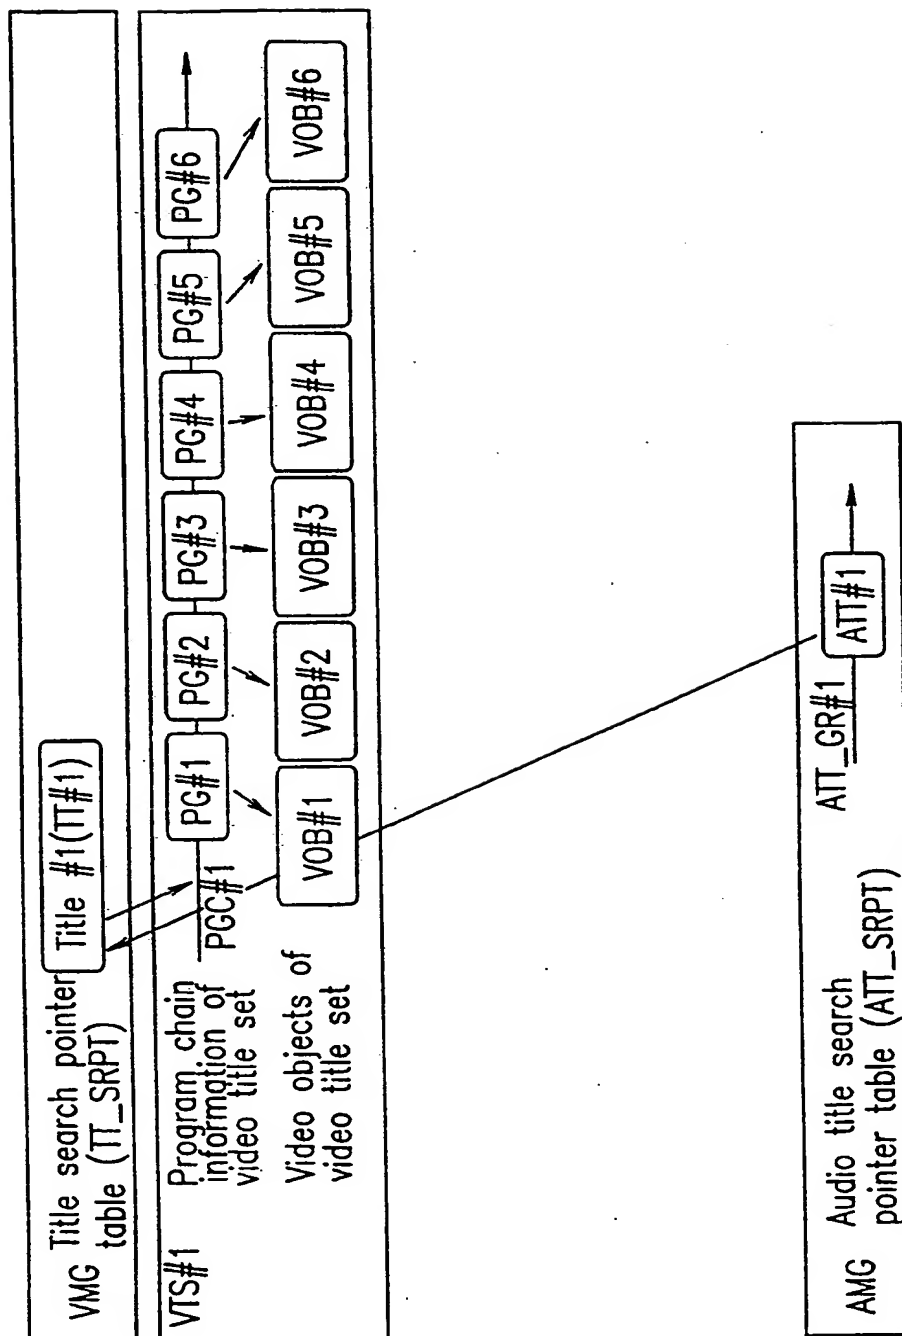 VMG
Title search pointer
table (TT_SRPT)
Title #1(TT#1)
VTS#1
Program chain
information of
video title set
PGC#1
PG#1
PG#2
PG#3
PG#4
PG#5
PG#6
Video objects of
video title set
VOB#1
VOB#2
VOB#3
VOB#4
VOB#5
VOB#6
AMG
Audio title search
pointer table (ATT_SRPT)
ATT_GR#1
ATT#1